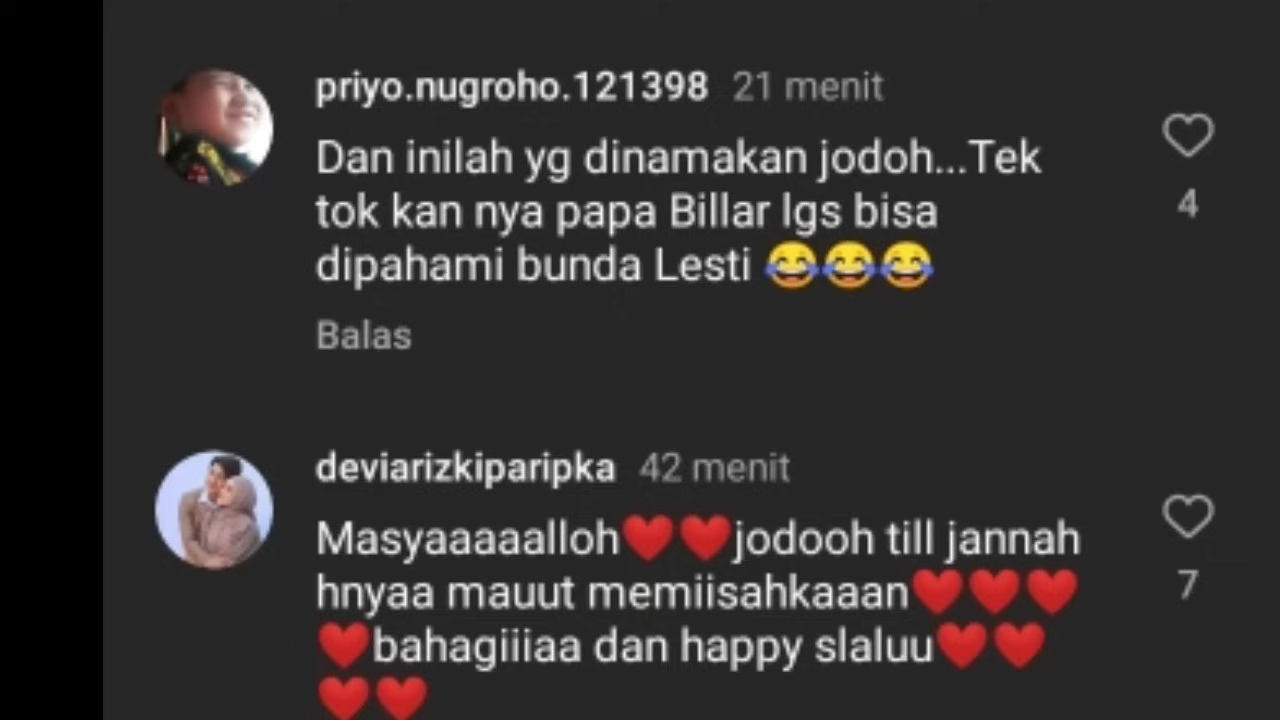 priyo.nugroho.121398 21 menit
Dan inilah yg dinamakan jodoh...Tek
tok kan nya papa Billar lgs bisa
dipahami bunda Lesti 😂😂😂
4
Balas
deviarizkiparipka 42 menit
Masyaaaaalloh❤️❤️jodooh till jannah
hnyaa mauut memiisahkaaan❤️❤️❤️
❤️bahagiiiaa dan happy slaluu❤️❤️
❤️❤️
7